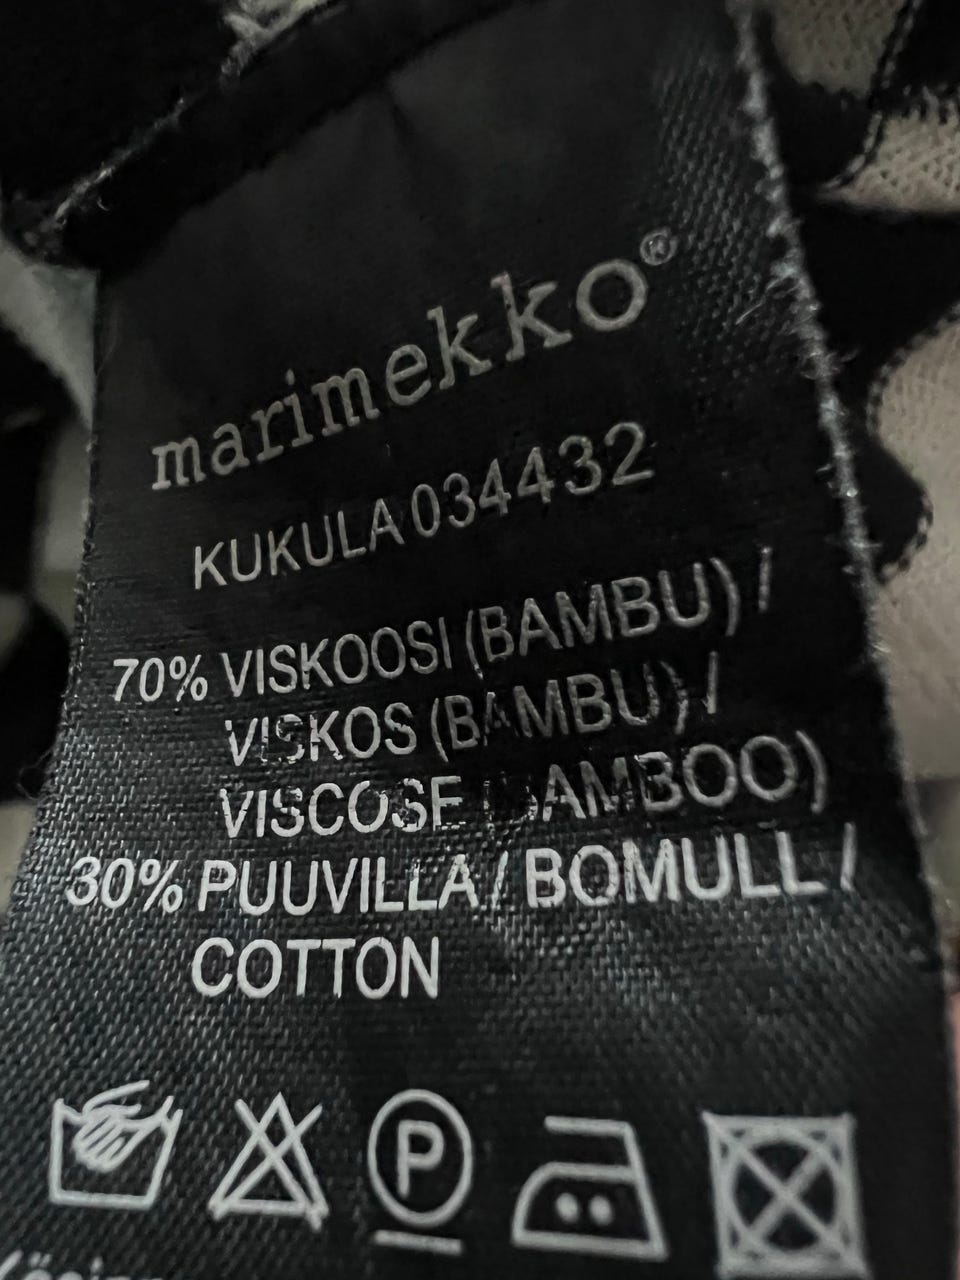 marimekko®
KUKULA 034432
70% VISKOOSI (BAMBU) /
VISKOS (BAMBU) /
VISCOSE (BAMBOO)
30% PUUVILLA / BOMULL /
COTTON
P